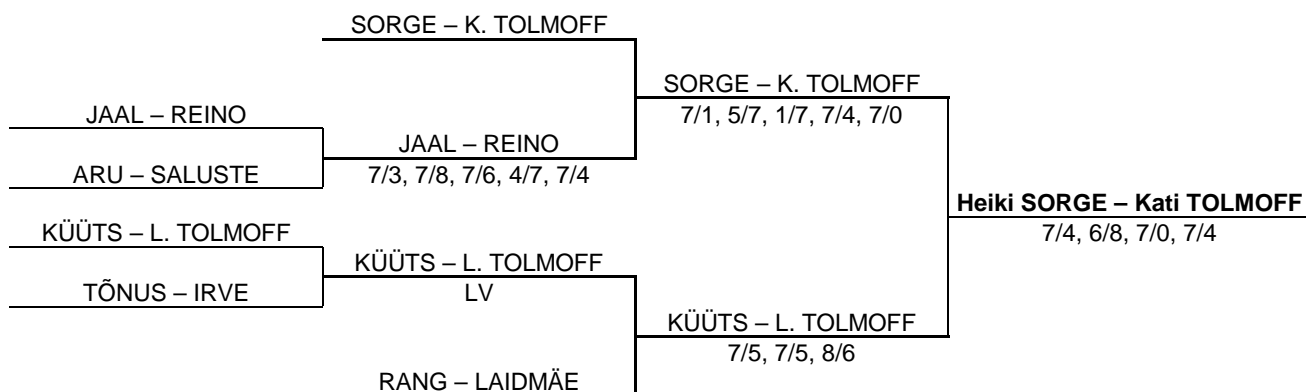 SORGE – K. TOLMOFF
SORGE – K. TOLMOFF
7/1, 5/7, 1/7, 7/4, 7/0
JAAL – REINO
JAAL – REINO
7/3, 7/8, 7/6, 4/7, 7/4
ARU – SALUSTE
Heiki SORGE – Kati TOLMOFF
7/4, 6/8, 7/0, 7/4
KÜÜTS – L. TOLMOFF
KÜÜTS – L. TOLMOFF
LV
TÕNUS – IRVE
KÜÜTS – L. TOLMOFF
7/5, 7/5, 8/6
RANG – LAIDMÄE